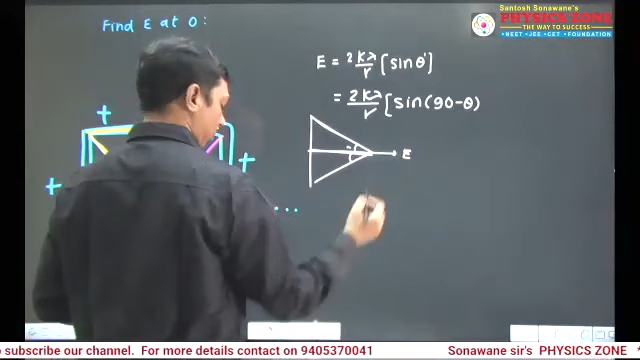 Find E at O :
Santosh Sonawane's
PHYSICS ZONE
THE WAY TO SUCCESS
•NEET •JEE •CET •FOUNDATION
E = 2kλ/r [sinθ']
= 2kλ/r [sin(90-θ)
+
+
+
E
to subscribe our channel. For more details contact on 9405370041 Sonawane sir's PHYSICS ZONE